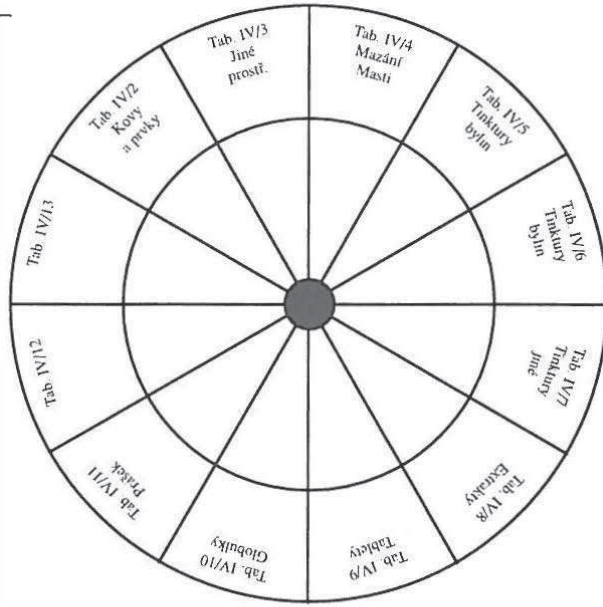 Tab. IV/2
Kovy
a prvky
Tab. IV/3
Jiné
prostř.
Tab. IV/4
Mazání
Masti
Tab. IV/5
Tinktury
bylin
Tab. IV/6
Tinktury
bylin
Tab. IV/7
Tinktury
jiné
Tab. IV/8
Extrakty
Tab. IV/9
Tablety
Tab. IV/10
Globulky
Tab. IV/11
Prášek
Tab. IV/12
Tab. IV/13